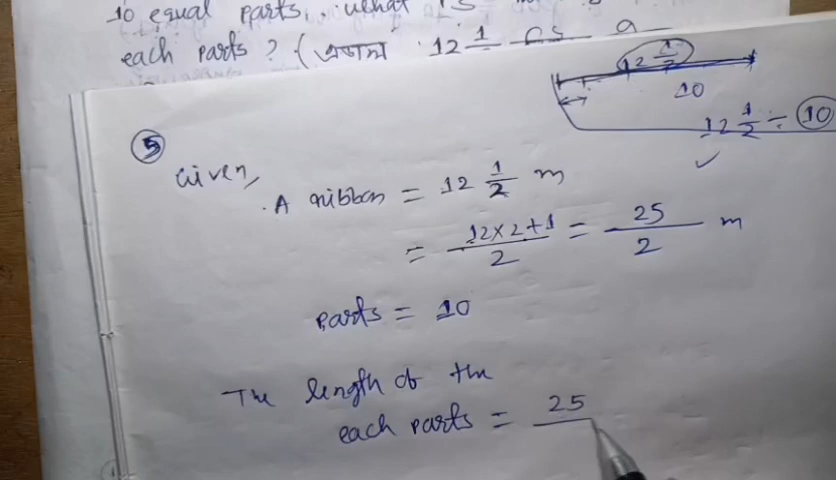 10 equal parts. what is
each parts? ( 12 1/2
12 1/2
10
12 1/2 ÷ 10
5
Given,
A ribbon = 12 1/2 m
= 12×2+1/2 = 25/2 m
parts = 10
The length of the
each parts = 25